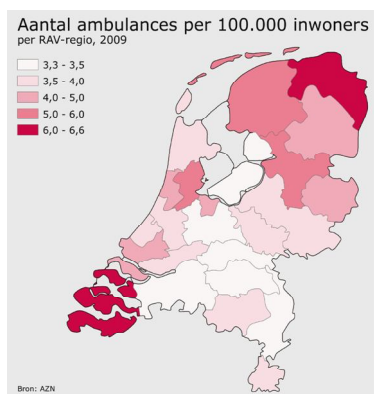 Aantal ambulances per 100.000 inwoners
per RAV-regio, 2009
3,3 - 3,5
3,5 - 4,0
4,0 - 5,0
5,0 - 6,0
6,0 - 6,6
Bron: AZN